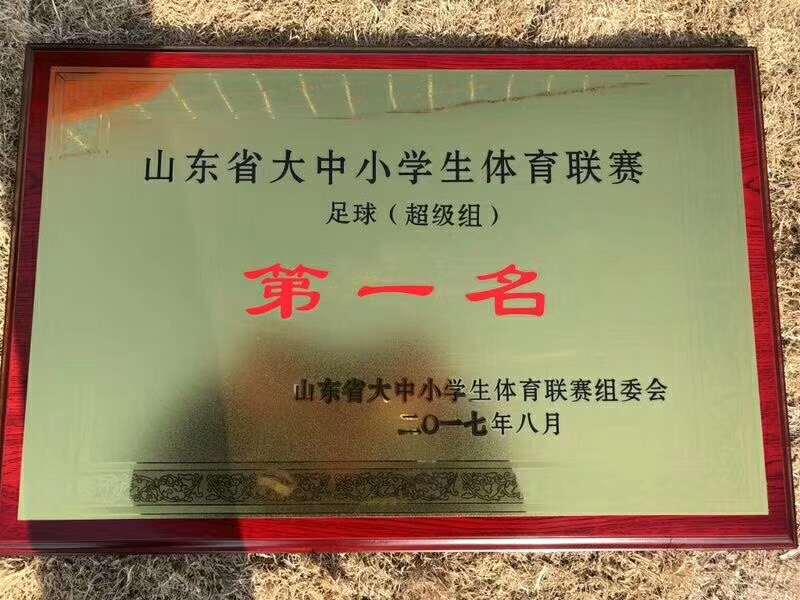 山东省大中小学生体育联赛
足球（超级组）
第一名
山东省大中小学生体育联赛组委会
二〇一七年八月